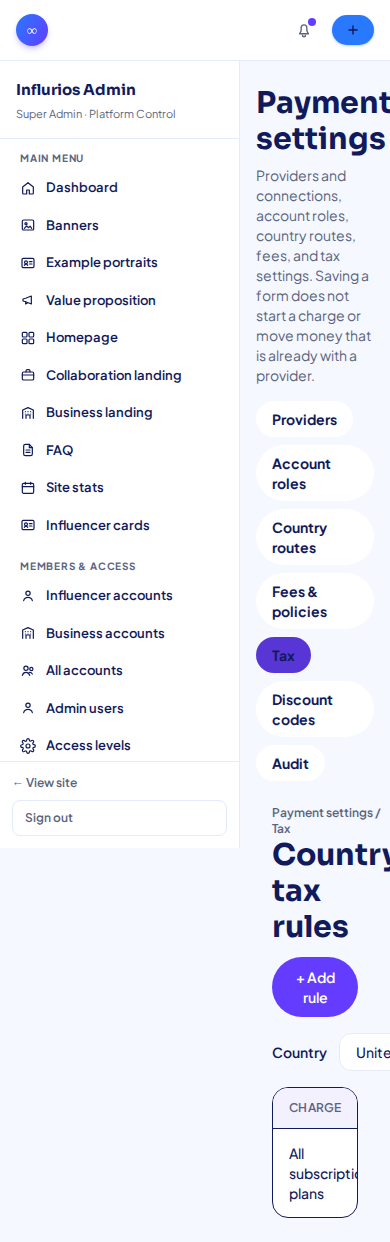 Influrios Admin
Super Admin · Platform Control
MAIN MENU
Dashboard
Banners
Example portraits
Value proposition
Homepage
Collaboration landing
Business landing
FAQ
Site stats
Influencer cards
MEMBERS & ACCESS
Influencer accounts
Business accounts
All accounts
Admin users
Access levels
← View site
Sign out
Payment
settings
Providers and
connections,
account roles,
country routes,
fees, and tax
settings. Saving a
form does not
start a charge or
move money that
is already with a
provider.
Providers
Account
roles
Country
routes
Fees &
policies
Tax
Discount
codes
Audit
Payment settings /
Tax
Country
tax
rules
+ Add
rule
Country
Unite
CHARGE
All
subscriptio
plans